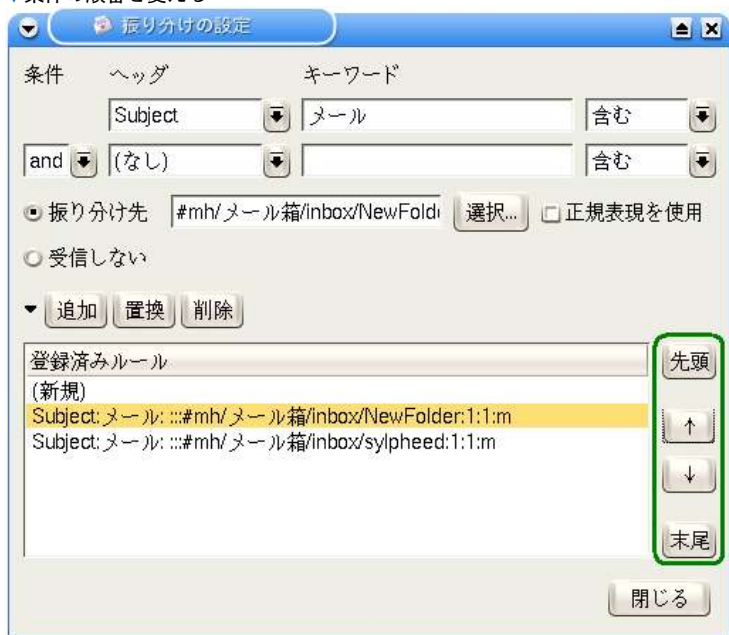 振り分けの設定
条件 ヘッダ キーワード
Subject メール 含む
and (なし) 含む
振り分け先 #mh/メール箱/inbox/NewFold 選択... 正規表現を使用
受信しない
追加 置換 削除
登録済みルール 先頭
(新規)
Subject:メール: :::#mh/メール箱/inbox/NewFolder:1:1:m ↑
Subject:メール: :::#mh/メール箱/inbox/sylpheed:1:1:m
↓
末尾
閉じる